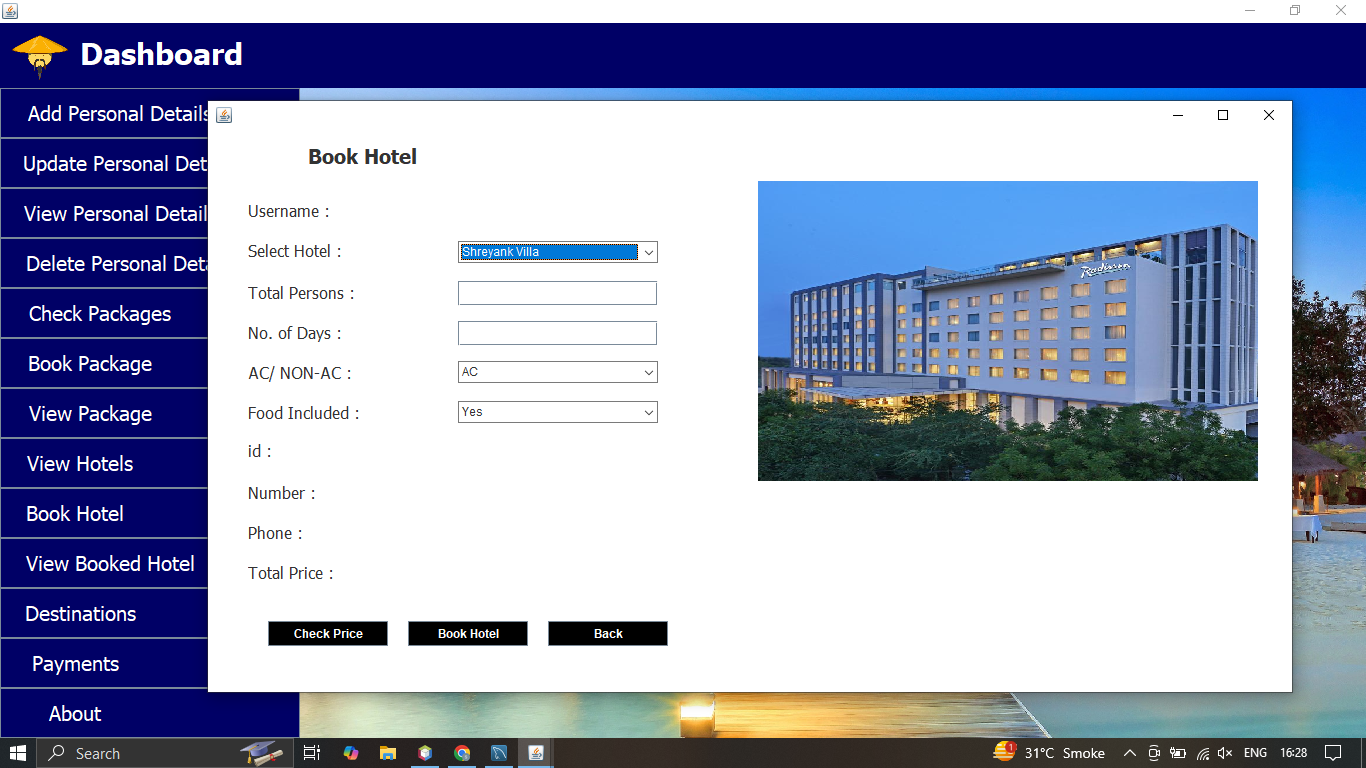 Dashboard
Add Personal Details
Update Personal Det
View Personal Detail
Delete Personal Deta
Check Packages
Book Package
View Package
View Hotels
Book Hotel
View Booked Hotel
Destinations
Payments
About
Book Hotel
Username :
Select Hotel :
Shreyank Villa
Total Persons :
No. of Days :
AC/ NON-AC :
AC
Food Included :
Yes
id :
Number :
Phone :
Total Price :
Check Price
Book Hotel
Back
Radisson
Search
1
31°C Smoke
ENG
16:28